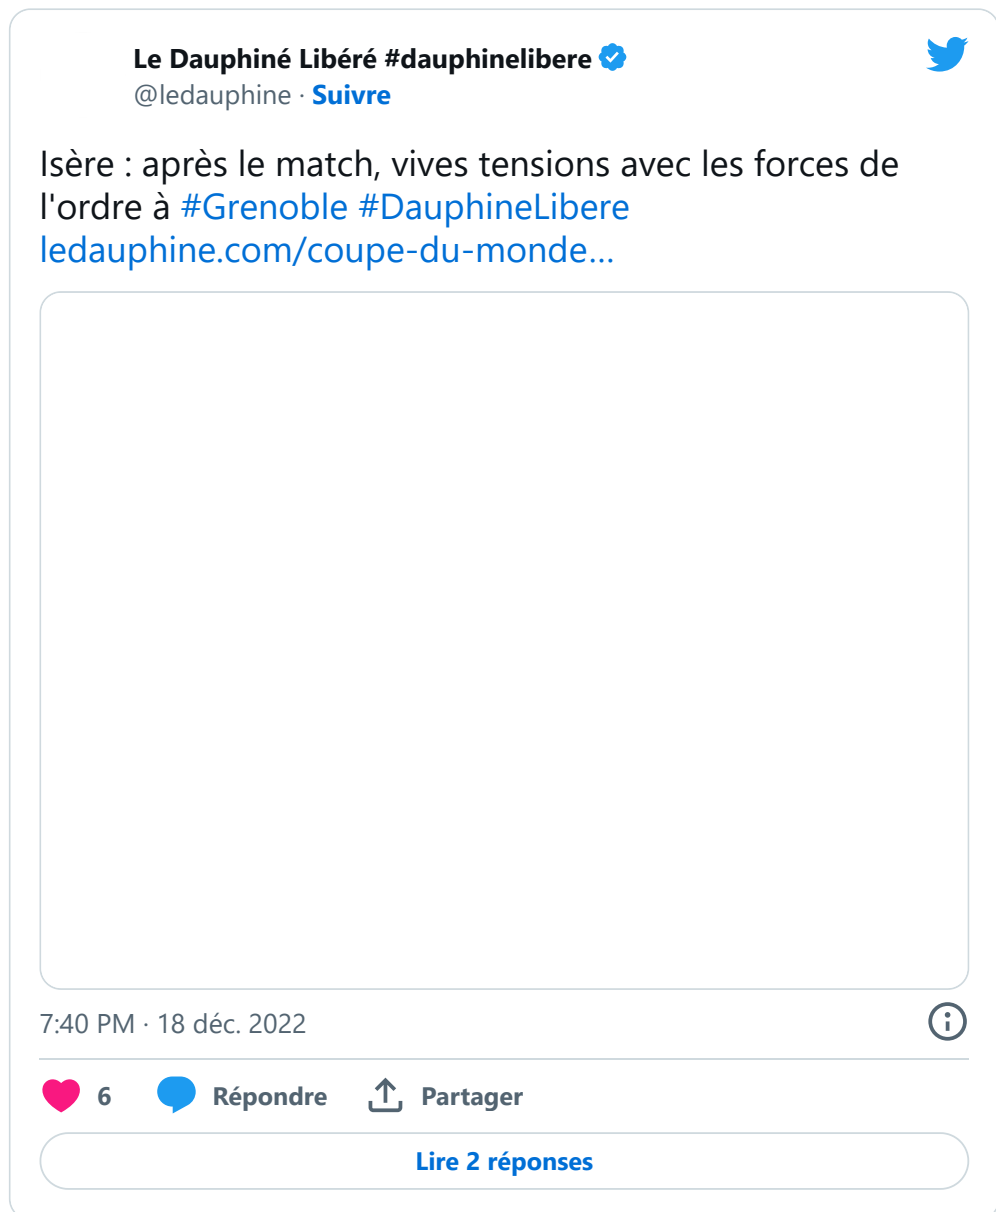 Le Dauphiné Libéré #dauphinelibere
@ledauphine · Suivre
Isère : après le match, vives tensions avec les forces de
l'ordre à #Grenoble #DauphineLibere
ledauphine.com/coupe-du-monde…
7:40 PM · 18 déc. 2022
6 Répondre Partager
Lire 2 réponses